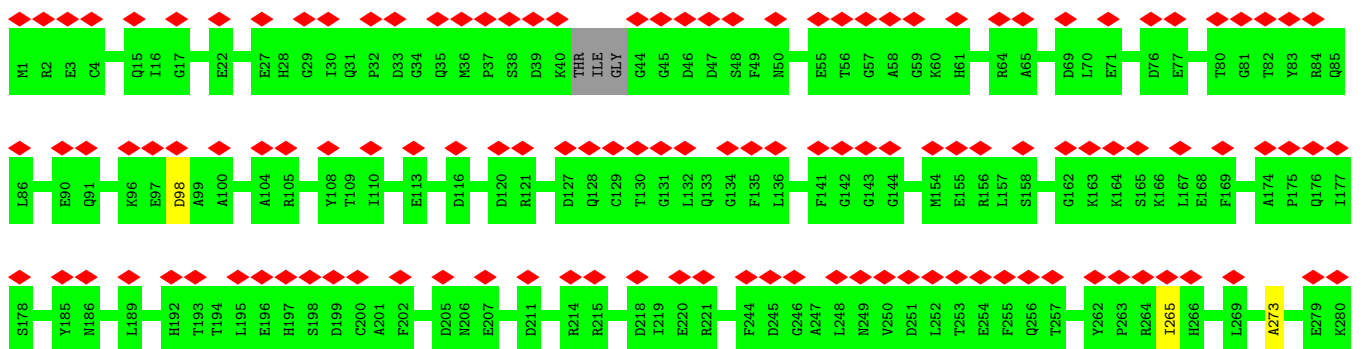 M1 R2 E3 C4 Q15 I16 G17 E22 E27 H28 G29 I30 Q31 P32 D33 G34 Q35 M36 P37 S38 D39 K40 THR ILE GLY G44 G45 D46 D47 S48 F49 N50 E55 T56 G57 A58 G59 K60 H61 R64 A65 D69 L70 E71 D76 E77 T80 G81 T82 Y83 R84 Q85
L86 E90 Q91 K96 E97 D98 A99 A100 A104 R105 Y108 T109 I110 E113 D116 D120 R121 D127 Q128 C129 T130 G131 L132 Q133 G134 F135 L136 F141 G142 G143 G144 M154 E155 R156 L157 S158 G162 K163 K164 S165 K166 L167 E168 F169 A174 P175 Q176 I177
S178 Y185 N186 L189 H192 T193 T194 L195 E196 H197 S198 D199 C200 A201 F202 D205 N206 E207 D211 R214 R215 D218 I219 E220 R221 F244 D245 G246 A247 L248 N249 V250 D251 L252 T253 E254 F255 Q256 T257 Y262 P263 R264 I265 H266 L269 A273 E279 K280